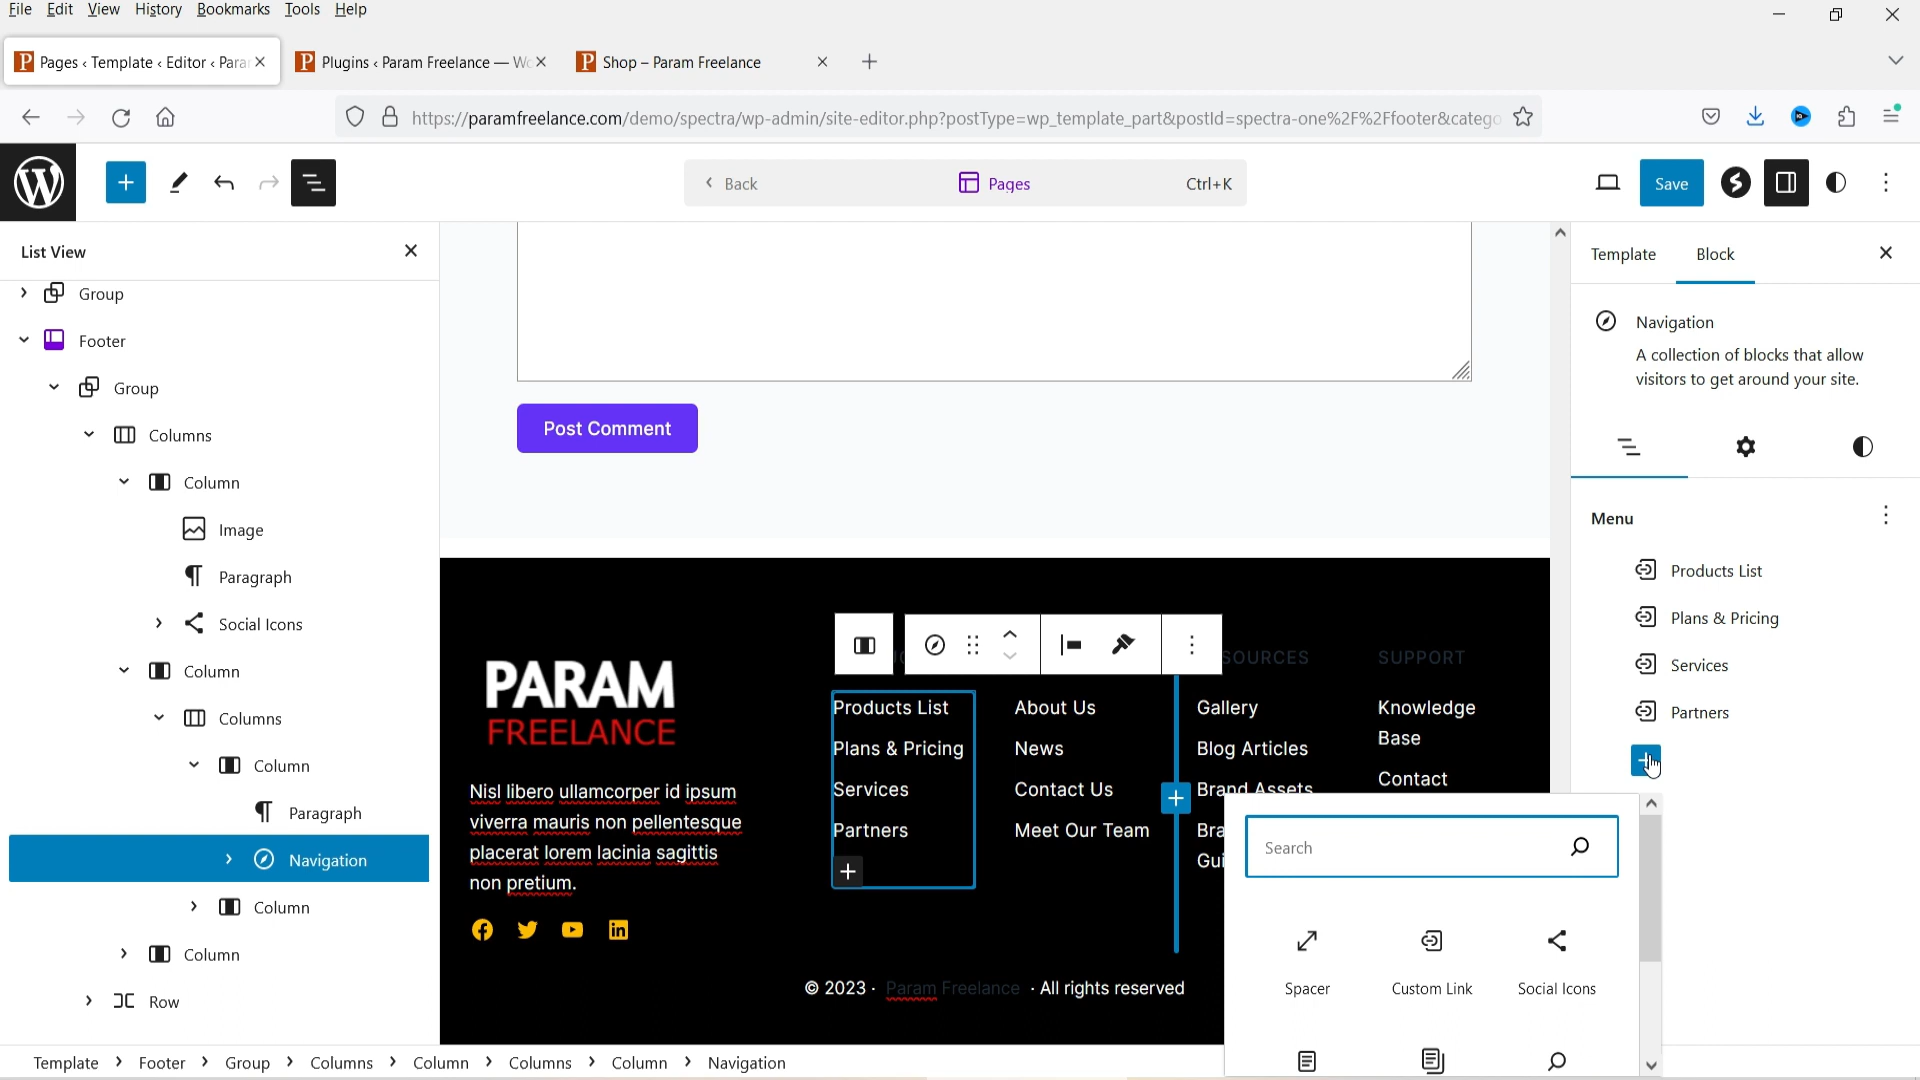 File Edit View History Bookmarks Tools Help
Pages ‹ Template ‹ Editor ‹ Para
Plugins ‹ Param Freelance — Wo
Shop – Param Freelance
https://paramfreelance.com/demo/spectra/wp-admin/site-editor.php?postType=wp_template_part&postId=spectra-one%2F%2Ffooter&catego
Back
Pages
Ctrl+K
Save
List View
Group
Footer
Group
Columns
Column
Image
Paragraph
Social Icons
Column
Columns
Column
Paragraph
Navigation
Column
Column
Row
Post Comment
PARAM
FREELANCE
Nisl libero ullamcorper id ipsum
viverra mauris non pellentesque
placerat lorem lacinia sagittis
non pretium.
Products List
Plans & Pricing
Services
Partners
About Us
News
Contact Us
Meet Our Team
SOURCES
Gallery
Blog Articles
Brand Assets
Bra
Gui
SUPPORT
Knowledge
Base
Contact
© 2023 · Param Freelance · All rights reserved
Search
Spacer
Custom Link
Social Icons
Template
Block
Navigation
A collection of blocks that allow
visitors to get around your site.
Menu
Products List
Plans & Pricing
Services
Partners
Template › Footer › Group › Columns › Column › Columns › Column › Navigation